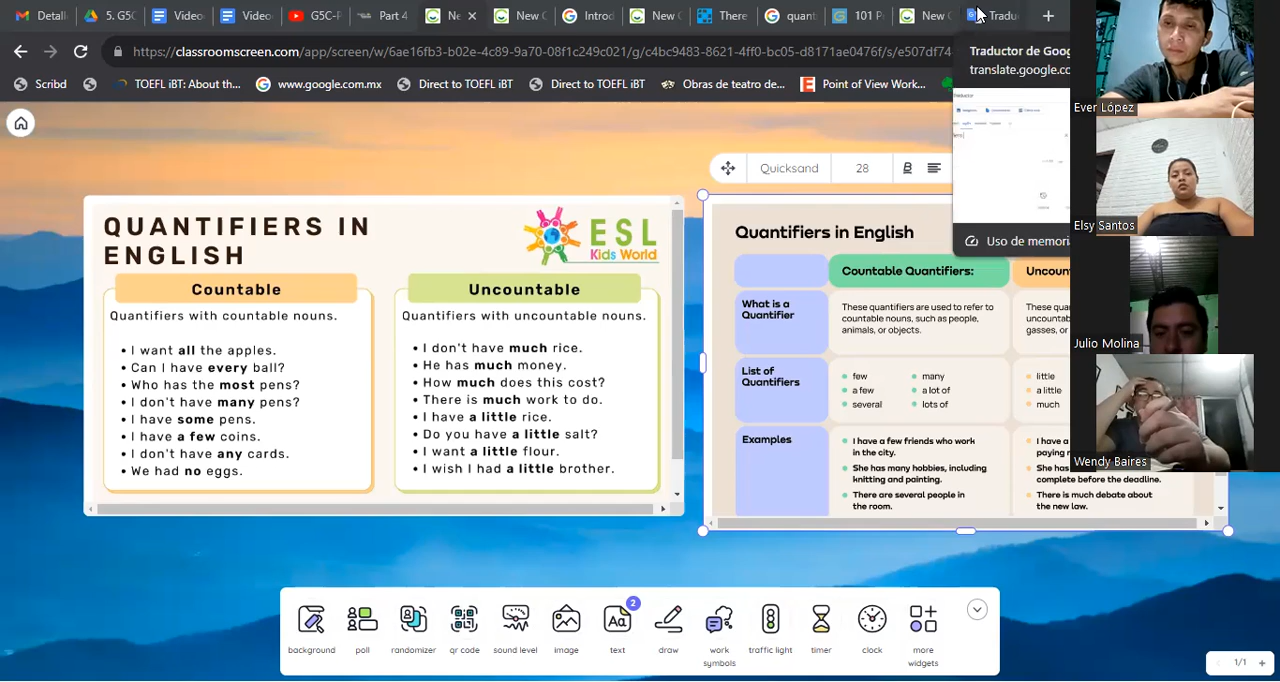 Detall
5. G5C
Video
Video
G5C-P
Part 4
Ne
New C
Introd
New C
There
quant
101 P
New C
Tradu
https://classroomscreen.com/app/screen/w/6ae16fb3-b02e-4c89-9a70-08f1c249c021/g/c4bc9483-8621-4ff0-bc05-d8171ae0476f/s/e507df74
Traductor de Goog
translate.google.co
Scribd
TOEFL iBT: About th...
www.google.com.mx
Direct to TOEFL iBT
Direct to TOEFL iBT
Obras de teatro de...
Point of View Work...
Quicksand
28
B
Uso de memoria
QUANTIFIERS IN
ENGLISH
ESL
Kids World
Countable
Quantifiers with countable nouns.
• I want all the apples.
• Can I have every ball?
• Who has the most pens?
• I don't have many pens?
• I have some pens.
• I have a few coins.
• I don't have any cards.
• We had no eggs.
Uncountable
Quantifiers with uncountable nouns.
• I don't have much rice.
• He has much money.
• How much does this cost?
• There is much work to do.
• I have a little rice.
• Do you have a little salt?
• I want a little flour.
• I wish I had a little brother.
Quantifiers in English
Countable Quantifiers:
Uncount
What is a
Quantifier
These quantifiers are used to refer to
countable nouns, such as people,
animals, or objects.
These qua
uncountab
gasses, or
List of
Quantifiers
few
a few
several
many
a lot of
lots of
little
a little
much
Examples
I have a few friends who work
in the city.
She has many hobbies, including
knitting and painting.
There are several people in
the room.
I have a
paying
She has
complete before the deadline.
There is much debate about
the new law.
Ever López
Elsy Santos
Julio Molina
Wendy Baires
background
poll
randomizer
qr code
sound level
image
Aa
2
text
draw
work
symbols
traffic light
timer
clock
more
widgets
1/1